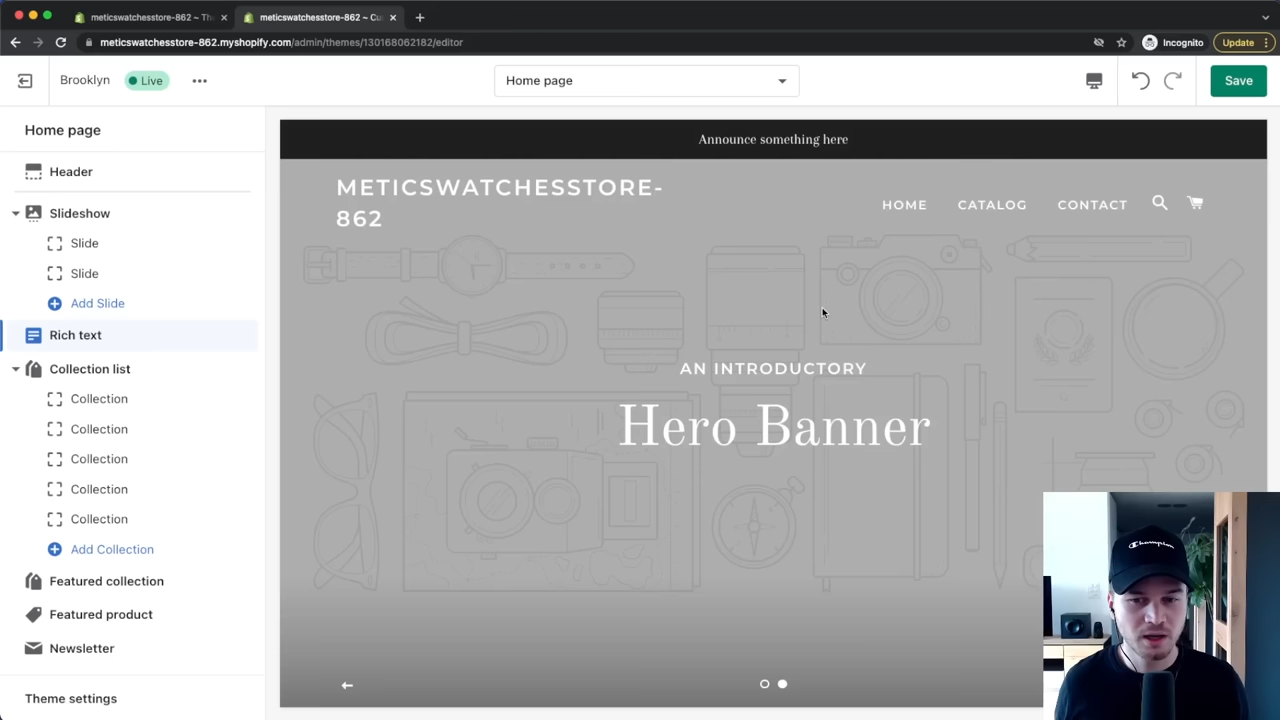 meticswatchesstore-862 ~ Th
meticswatchesstore-862 ~ Cu
meticswatchesstore-862.myshopify.com/admin/themes/130168062182/editor
Incognito
Update
Brooklyn
Live
Home page
Save
Home page
Header
Slideshow
Slide
Slide
Add Slide
Rich text
Collection list
Collection
Collection
Collection
Collection
Collection
Add Collection
Featured collection
Featured product
Newsletter
Theme settings
Announce something here
METICSWATCHESSTORE-
862
HOME
CATALOG
CONTACT
AN INTRODUCTORY
Hero Banner
Champion